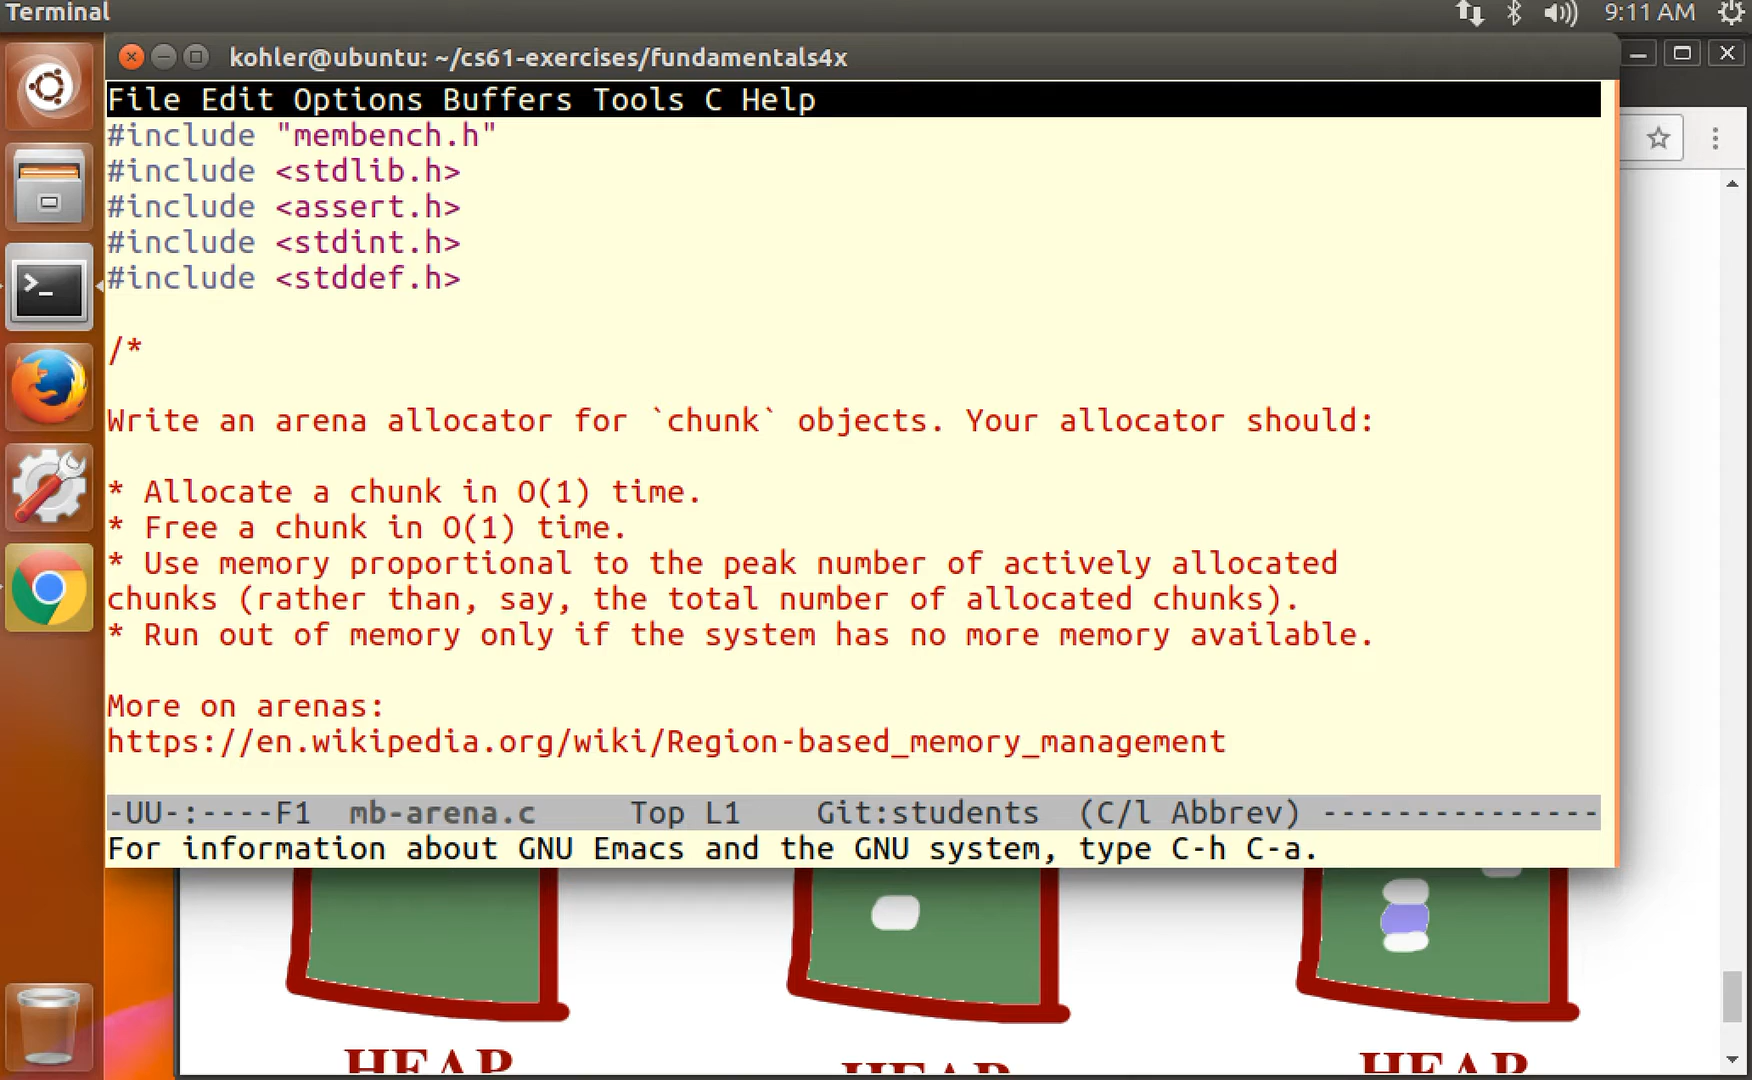 Terminal
9:11 AM
kohler@ubuntu: ~/cs61-exercises/fundamentals4x
File Edit Options Buffers Tools C Help
#include "membench.h"
#include <stdlib.h>
#include <assert.h>
#include <stdint.h>
#include <stddef.h>
/*
Write an arena allocator for `chunk` objects. Your allocator should:
* Allocate a chunk in O(1) time.
* Free a chunk in O(1) time.
* Use memory proportional to the peak number of actively allocated
chunks (rather than, say, the total number of allocated chunks).
* Run out of memory only if the system has no more memory available.
More on arenas:
https://en.wikipedia.org/wiki/Region-based_memory_management
-UU-:----F1  mb-arena.c     Top L1    Git:students  (C/l Abbrev) ---------------
For information about GNU Emacs and the GNU system, type C-h C-a.
HEAP HEAP HEAP